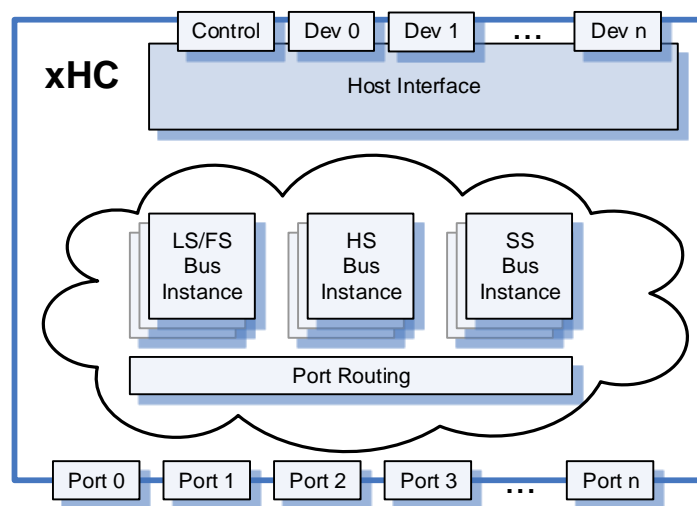 Control Dev 0 Dev 1 ... Dev n
xHC
Host Interface
LS/FS
Bus
Instance
HS
Bus
Instance
SS
Bus
Instance
Port Routing
Port 0 Port 1 Port 2 Port 3 ... Port n